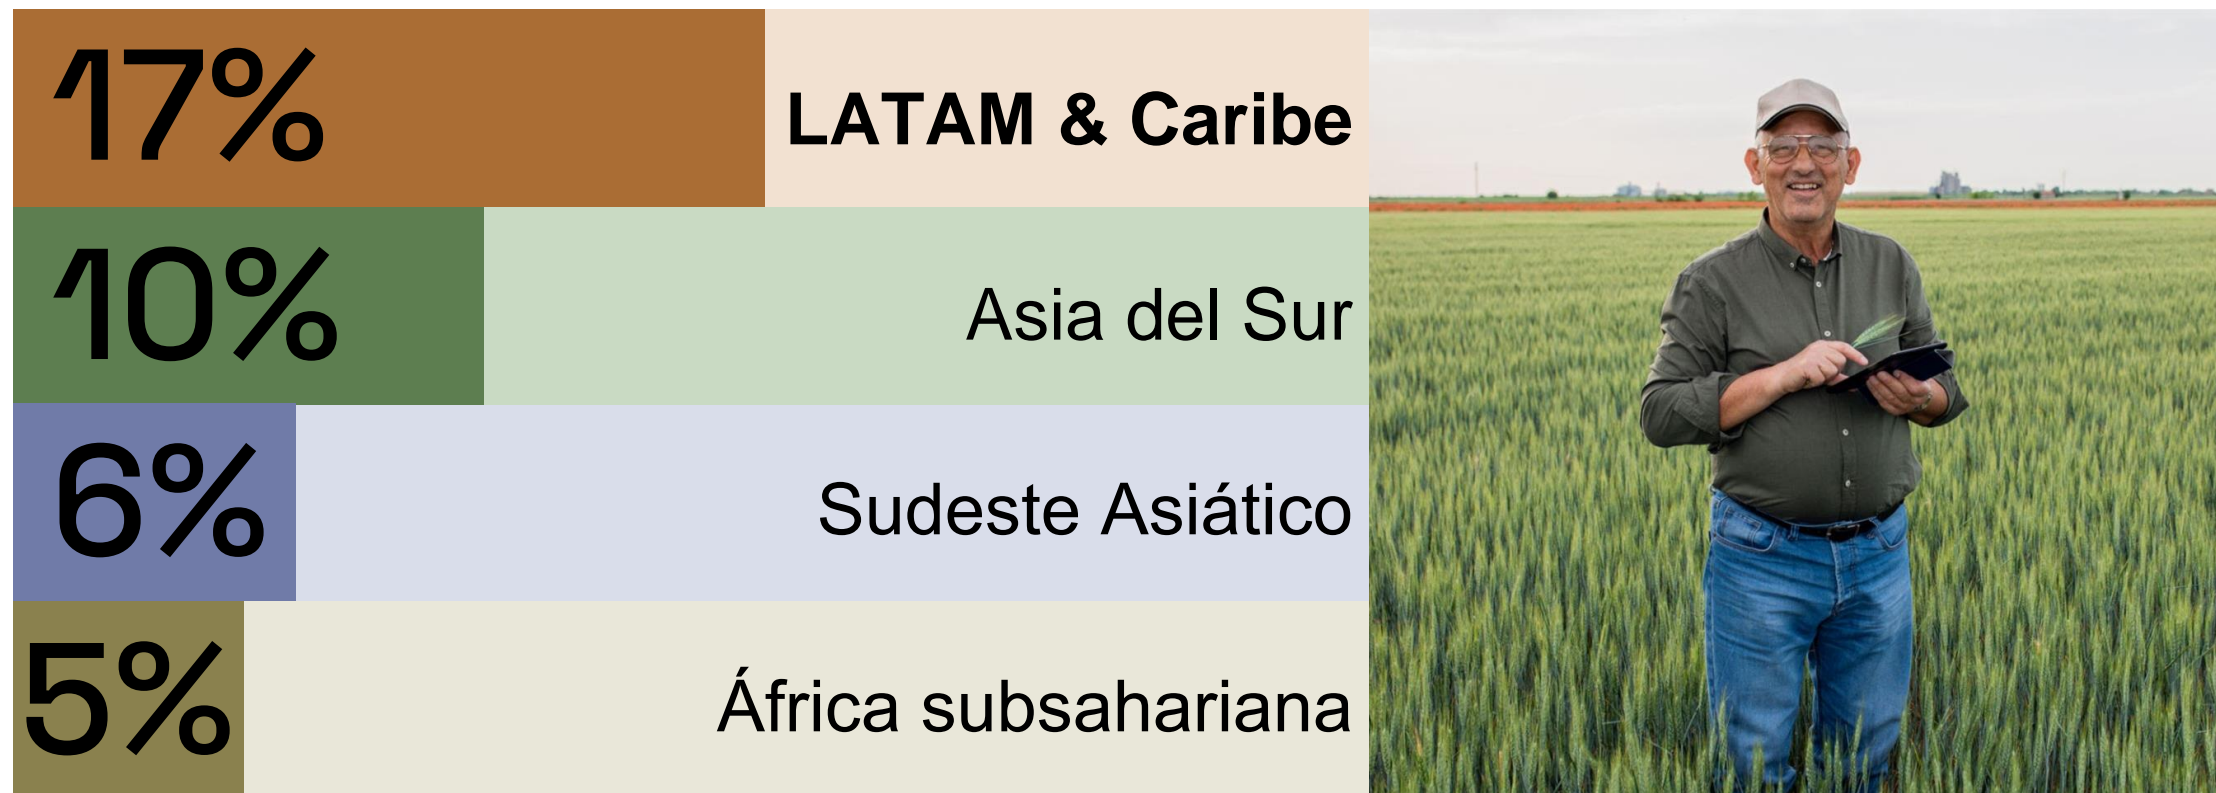 17% LATAM & Caribe
10% Asia del Sur
6% Sudeste Asiático
5% África subsahariana